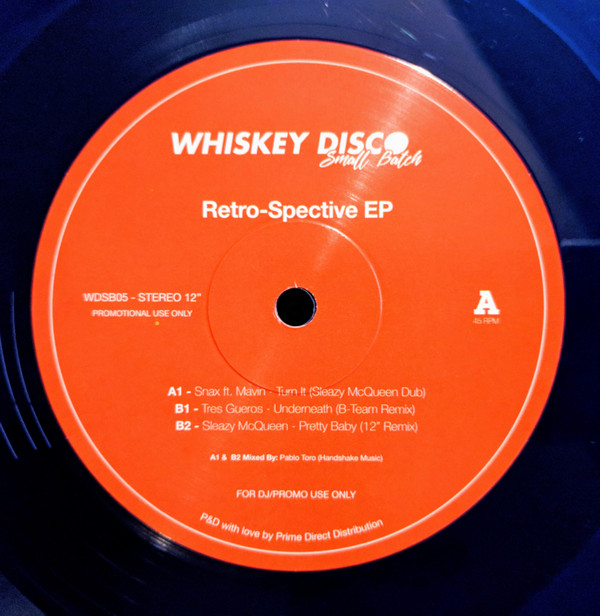 WHISKEY DISCO
Small Batch
Retro-Spective EP
WDSB05 - STEREO 12"
PROMOTIONAL USE ONLY
A
45 RPM
A1 - Snax ft. Mavin - Turn It (Sleazy McQueen Dub)
B1 - Tres Gueros - Underneath (B-Team Remix)
B2 - Sleazy McQueen - Pretty Baby (12" Remix)
A1 & B2 Mixed By: Pablo Toro (Handshake Music)
FOR DJ/PROMO USE ONLY
P&D with love by Prime Direct Distribution